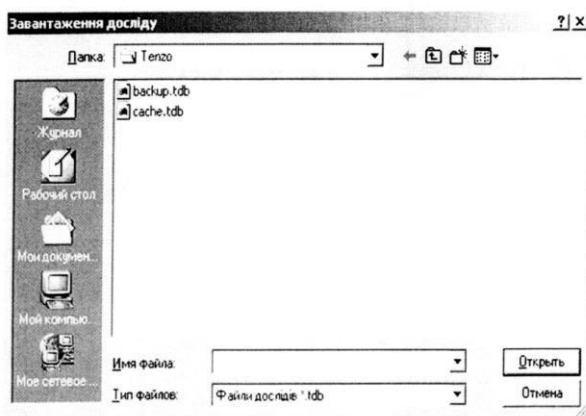 Завантаження досліду
Папка: Tenzo
backup.tdb
cache.tdb
Журнал
Рабочий стол
Мои докумен...
Мой компью...
Мое сетевое ...
Имя файла:
Открыть
Тип файлов: Файли дослідів *.tdb
Отмена